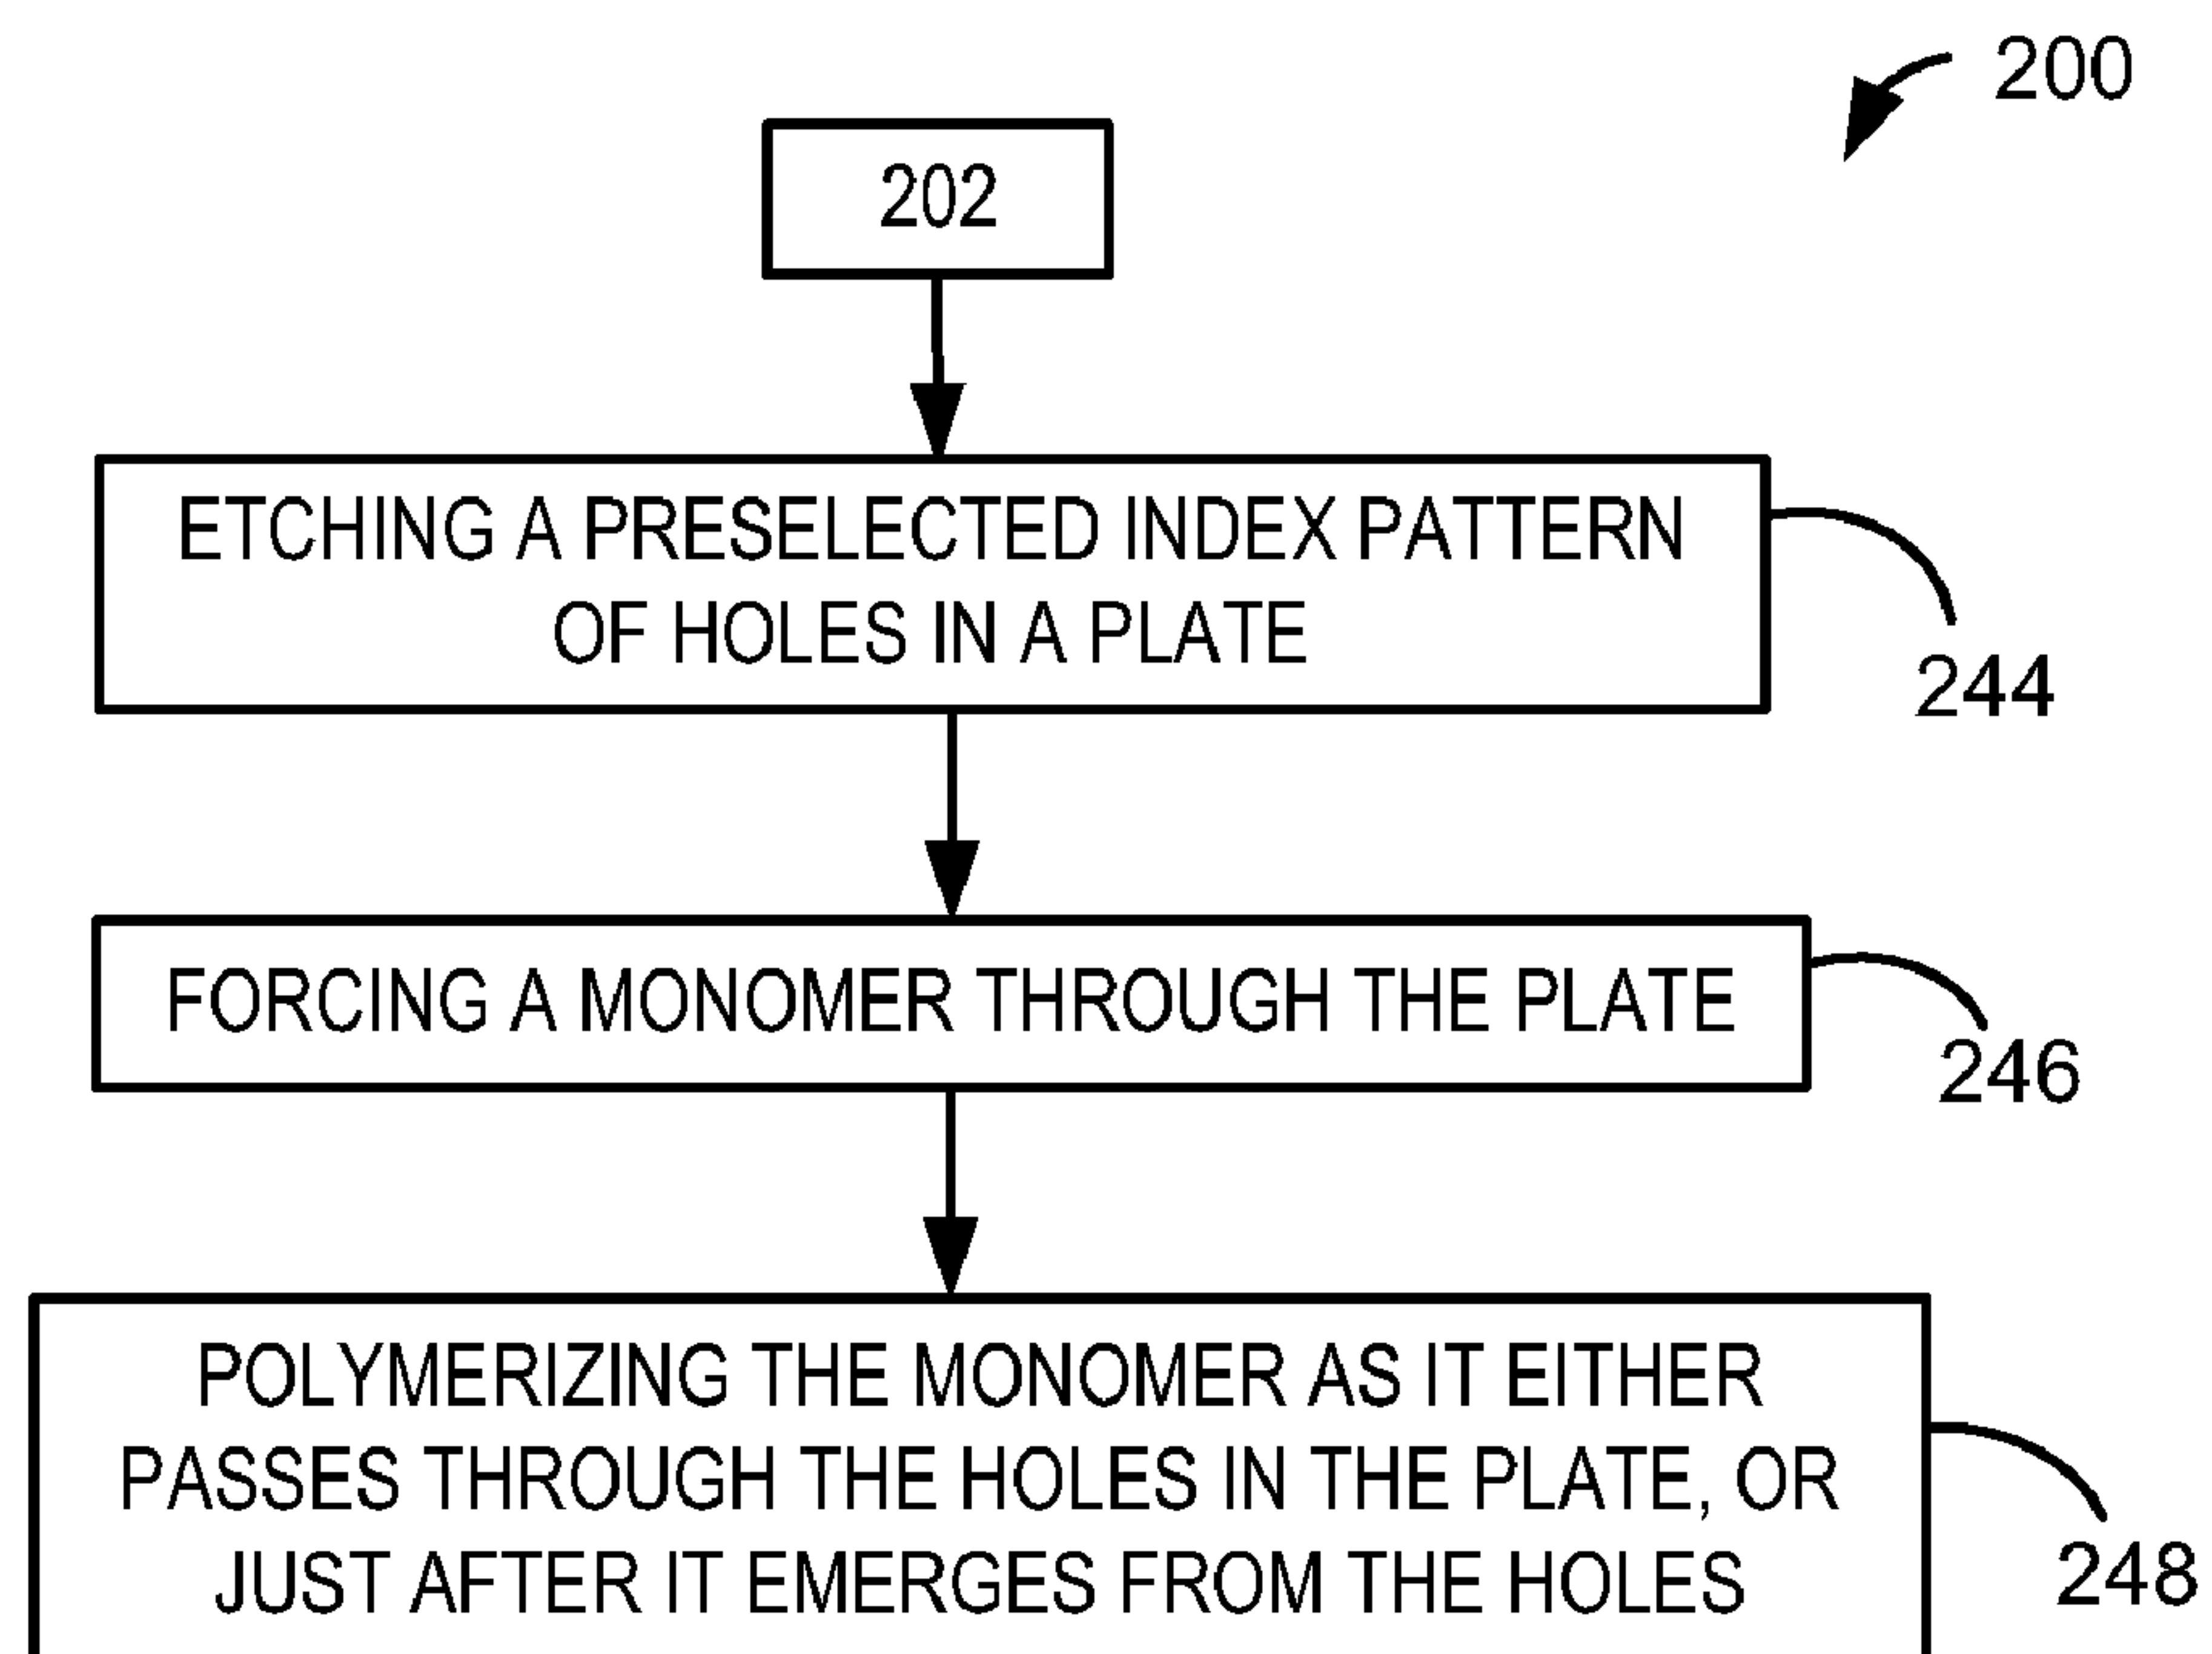 200
202
ETCHING A PRESELECTED INDEX PATTERN
OF HOLES IN A PLATE
244
FORCING A MONOMER THROUGH THE PLATE
246
POLYMERIZING THE MONOMER AS IT EITHER
PASSES THROUGH THE HOLES IN THE PLATE, OR
JUST AFTER IT EMERGES FROM THE HOLES
248